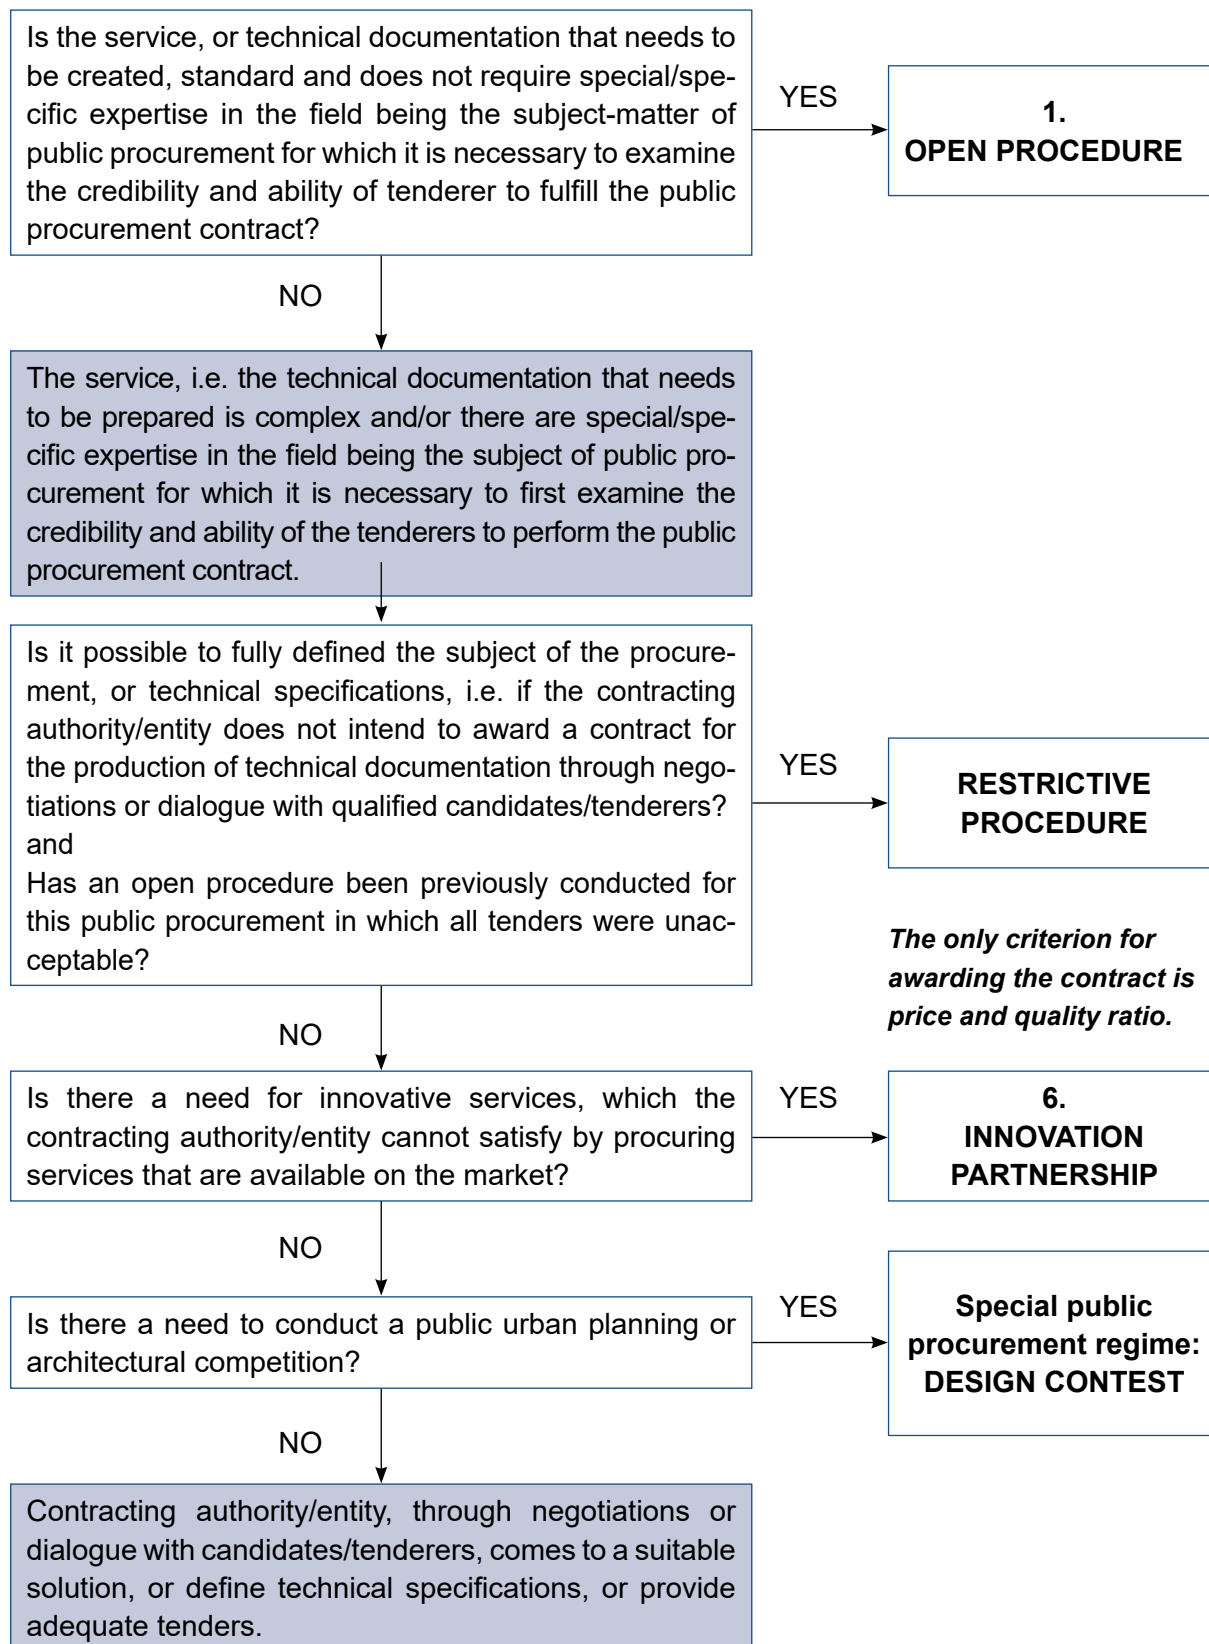 Is the service, or technical documentation that needs to
be created, standard and does not require special/spe-
cific expertise in the field being the subject-matter of
public procurement for which it is necessary to examine
the credibility and ability of tenderer to fulfill the public
procurement contract?
YES
1.
OPEN PROCEDURE
NO
The service, i.e. the technical documentation that needs
to be prepared is complex and/or there are special/spe-
cific expertise in the field being the subject of public pro-
curement for which it is necessary to first examine the
credibility and ability of the tenderers to perform the public
procurement contract.
Is it possible to fully defined the subject of the procure-
ment, or technical specifications, i.e. if the contracting
authority/entity does not intend to award a contract for
the production of technical documentation through nego-
tiations or dialogue with qualified candidates/tenderers?
and
Has an open procedure been previously conducted for
this public procurement in which all tenders were unac-
ceptable?
YES
RESTRICTIVE
PROCEDURE
The only criterion for
awarding the contract is
price and quality ratio.
NO
Is there a need for innovative services, which the
contracting authority/entity cannot satisfy by procuring
services that are available on the market?
YES
6.
INNOVATION
PARTNERSHIP
NO
Is there a need to conduct a public urban planning or
architectural competition?
YES
Special public
procurement regime:
DESIGN CONTEST
NO
Contracting authority/entity, through negotiations or
dialogue with candidates/tenderers, comes to a suitable
solution, or define technical specifications, or provide
adequate tenders.